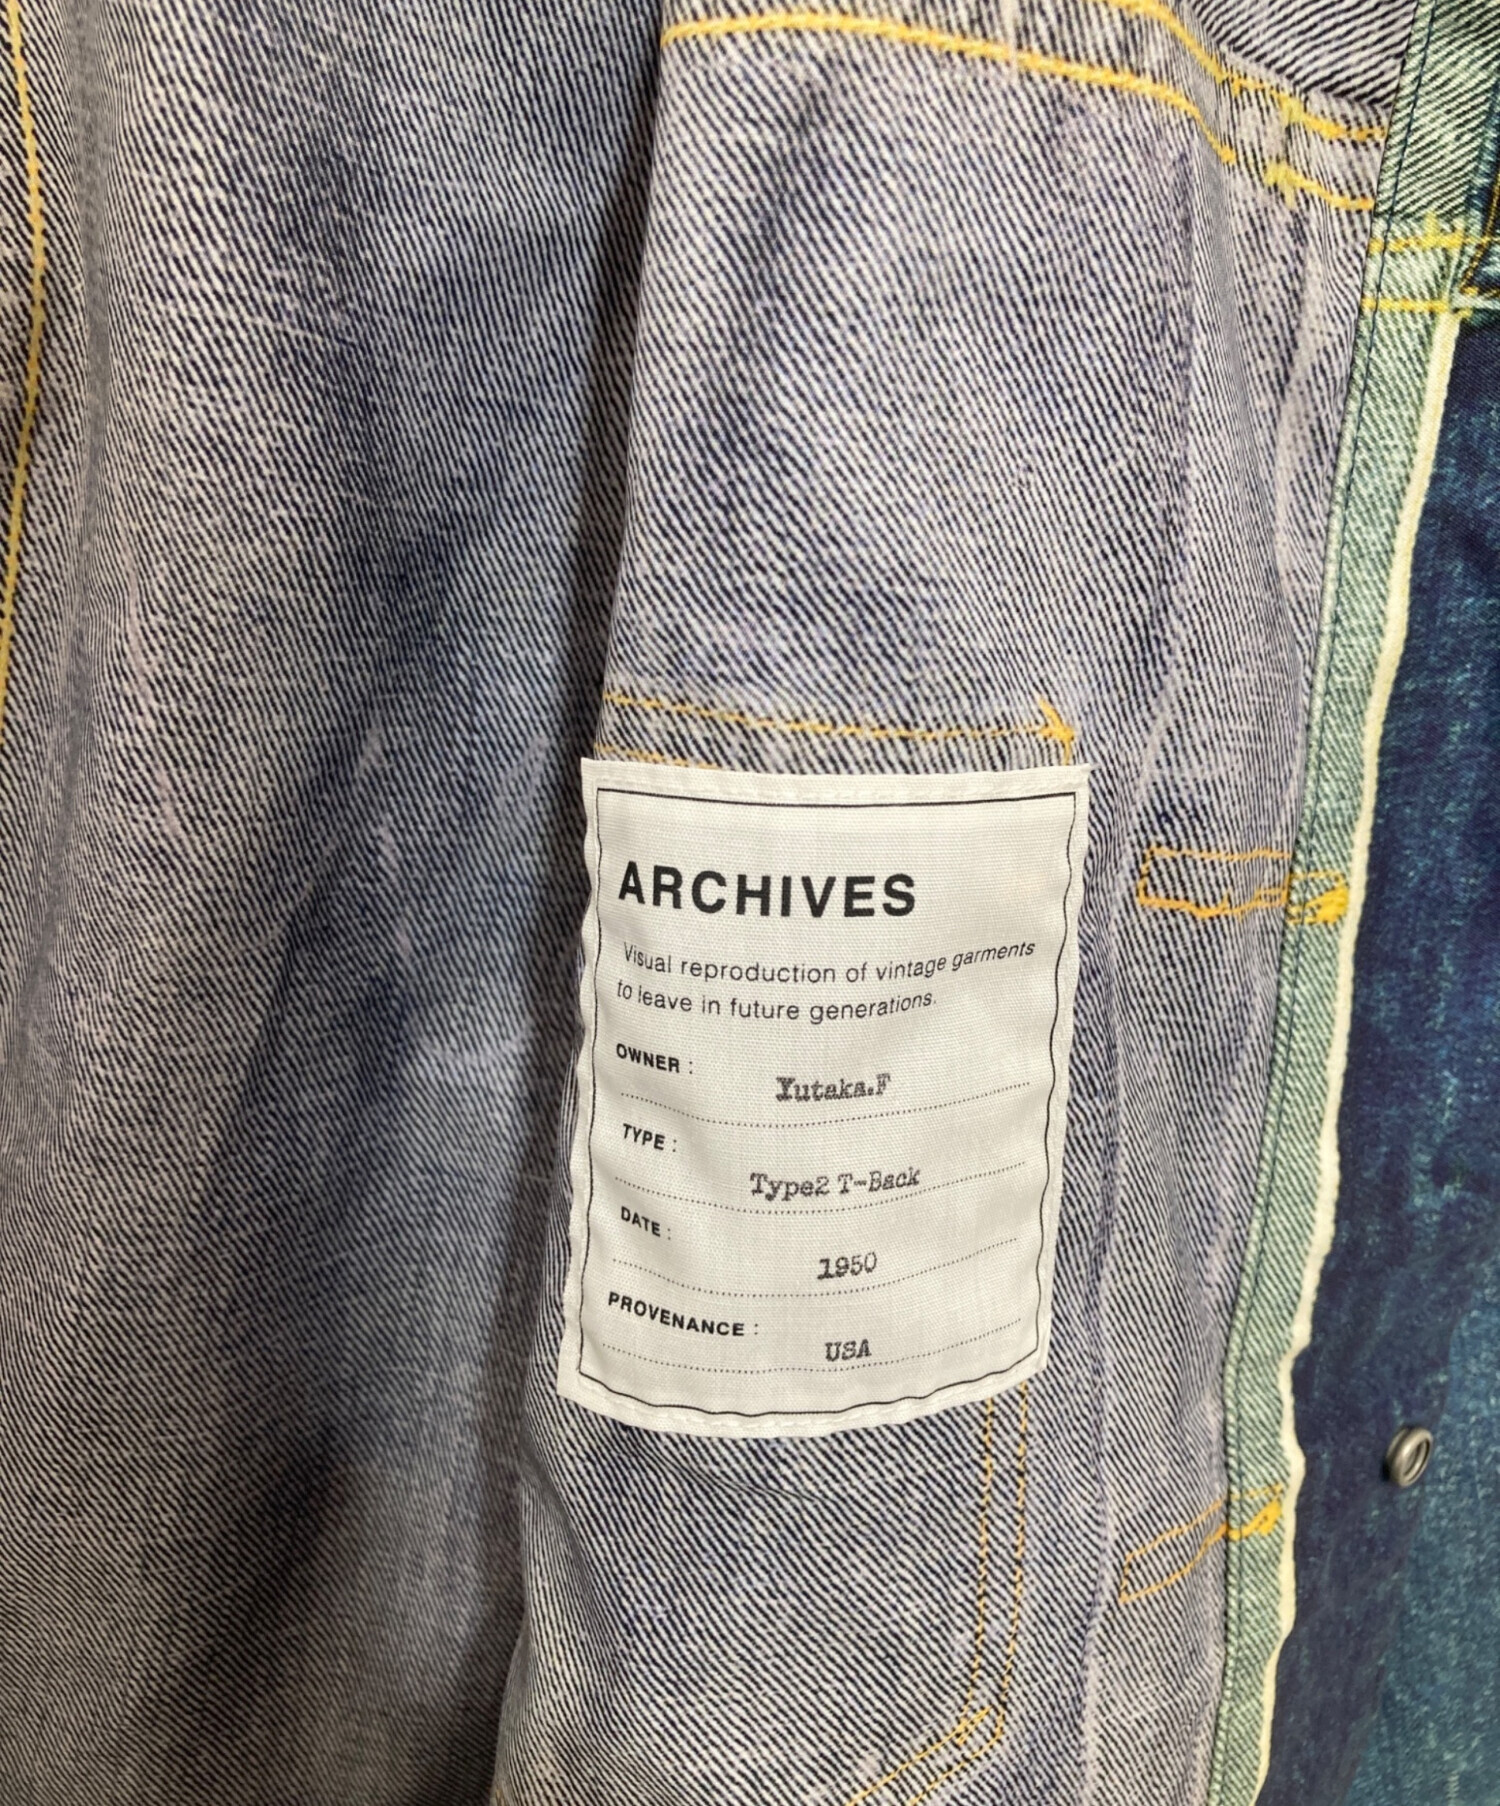 ARCHIVES
Visual reproduction of vintage garments
to leave in future generations.
OWNER :
Yutaka.F
TYPE :
Type2 T-Back
DATE :
1950
PROVENANCE :
USA